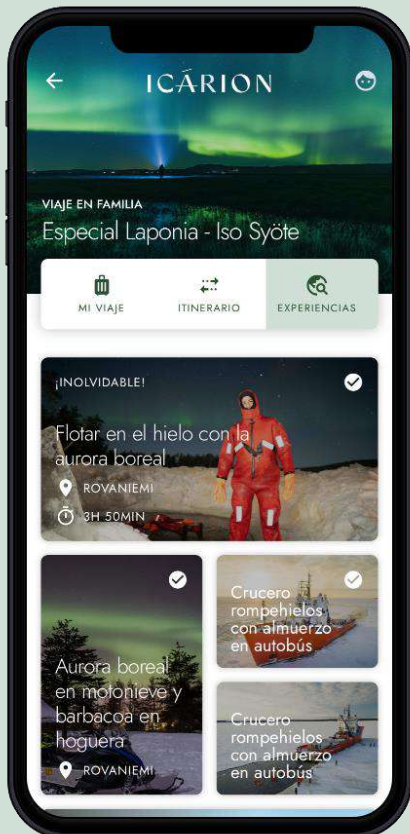 ICÁRION
VIAJE EN FAMILIA
Especial Laponia - Iso Syöte
MI VIAJE
ITINERARIO
EXPERIENCIAS
¡INOLVIDABLE!
Flotar en el hielo con la
aurora boreal
ROVANIEMI
3H 50MIN
Aurora boreal
en motonieve y
barbacoa en
hoguera
ROVANIEMI
Crucero
rompehielos
con almuerzo
en autobús
Crucero
rompehielos
con almuerzo
en autobús